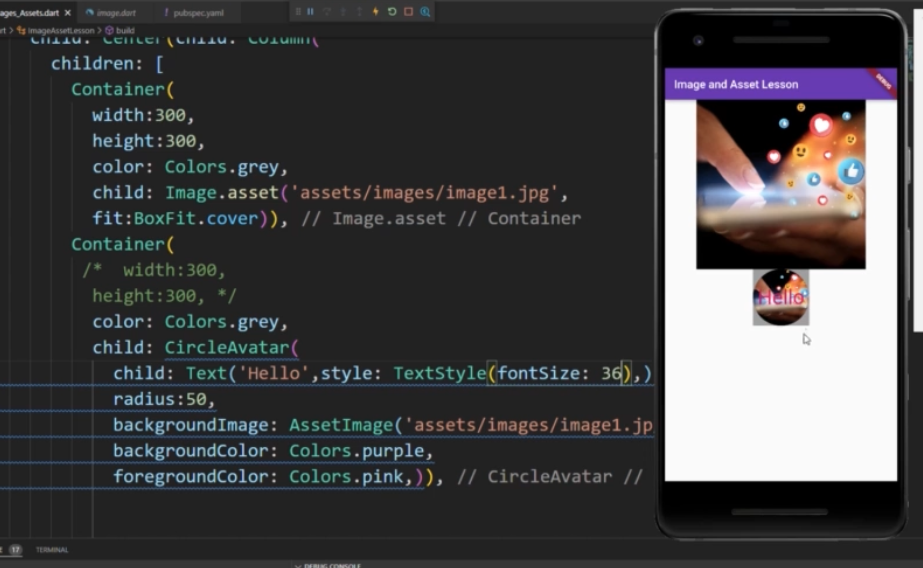 ages_Assets.dart × image.dart ! pubspec.yaml
rt > ImageAssetLesson > build
child: Center(child: Column(
children: [
Container(
width:300,
height:300,
color: Colors.grey,
child: Image.asset('assets/images/image1.jpg',
fit:BoxFit.cover)), // Image.asset // Container
Container(
/* width:300,
height:300, */
color: Colors.grey,
child: CircleAvatar(
child: Text('Hello',style: TextStyle(fontSize: 36),)
radius:50,
backgroundImage: AssetImage('assets/images/image1.jp
backgroundColor: Colors.purple,
foregroundColor: Colors.pink,)), // CircleAvatar //
17 TERMINAL
DEBUG CONSOLE
Image and Asset Lesson
DEBUG
Hello